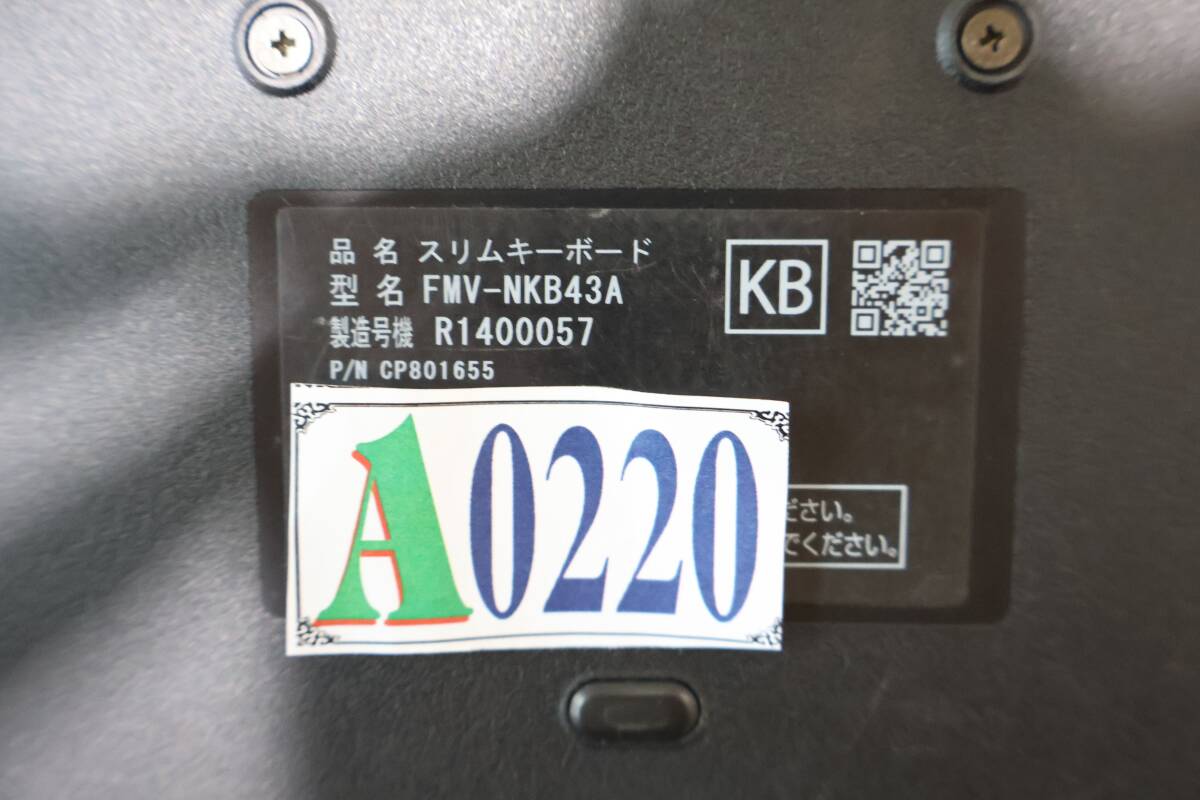 品名 スリムキーボード
型名 FMV-NKB43A
製造号機 R1400057
P/N CP801655
KB
A0220
ださい。
でください。